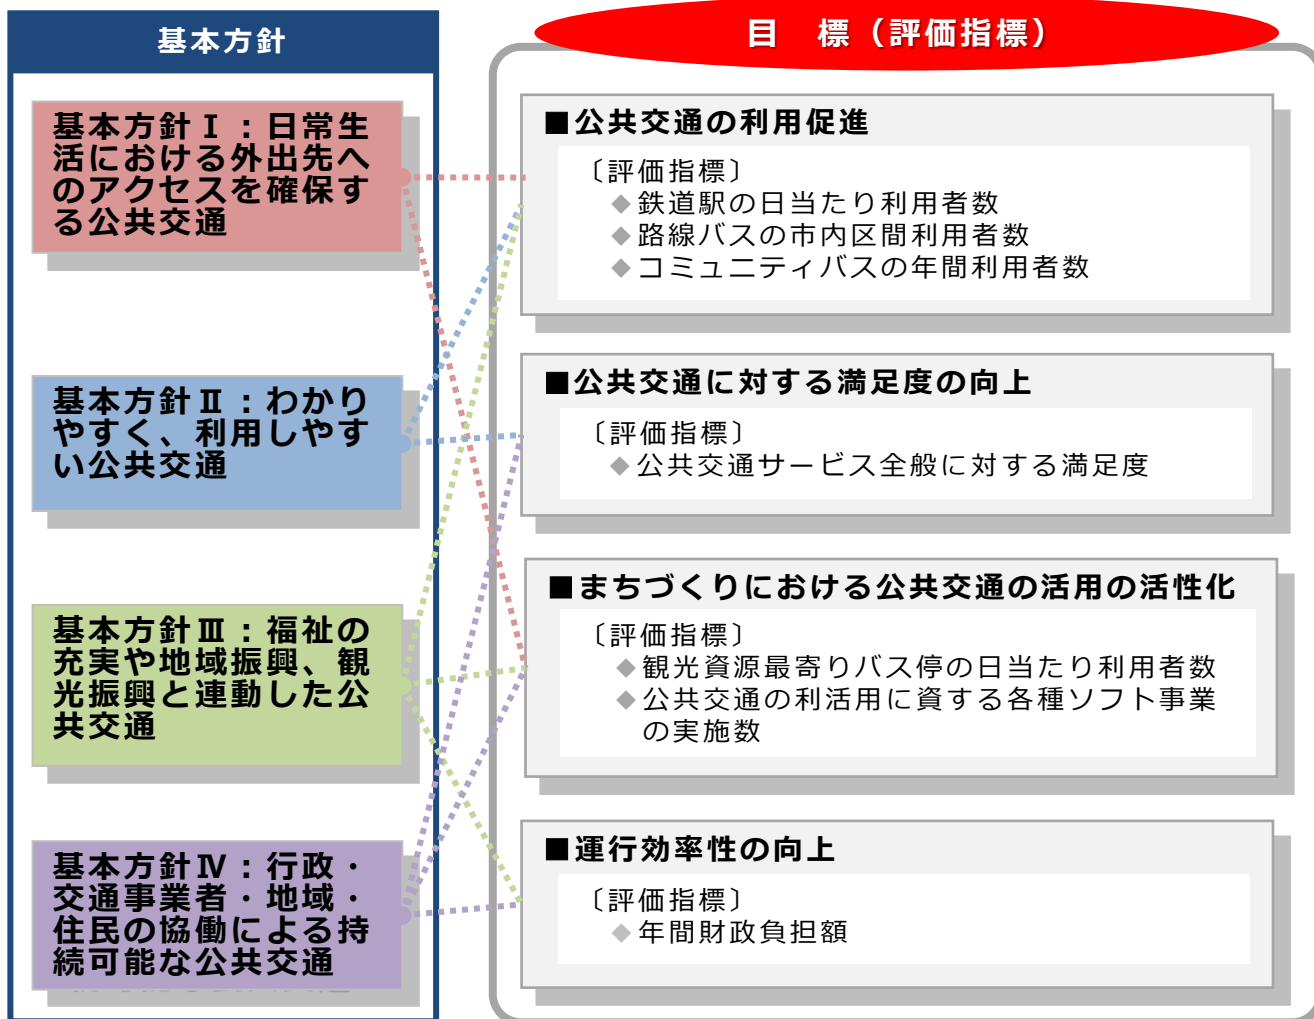 基本方針
基本方針Ⅰ：日常生
活における外出先へ
のアクセスを確保す
る公共交通
基本方針Ⅱ：わかり
やすく、利用しやす
い公共交通
基本方針Ⅲ：福祉の
充実や地域振興、観
光振興と連動した公
共交通
基本方針Ⅳ：行政・
交通事業者・地域・
住民の協働による持
続可能な公共交通
目　標（評価指標）
■公共交通の利用促進
〔評価指標〕
◆鉄道駅の日当たり利用者数
◆路線バスの市内区間利用者数
◆コミュニティバスの年間利用者数
■公共交通に対する満足度の向上
〔評価指標〕
◆公共交通サービス全般に対する満足度
■まちづくりにおける公共交通の活用の活性化
〔評価指標〕
◆観光資源最寄りバス停の日当たり利用者数
◆公共交通の利活用に資する各種ソフト事業
の実施数
■運行効率性の向上
〔評価指標〕
◆年間財政負担額